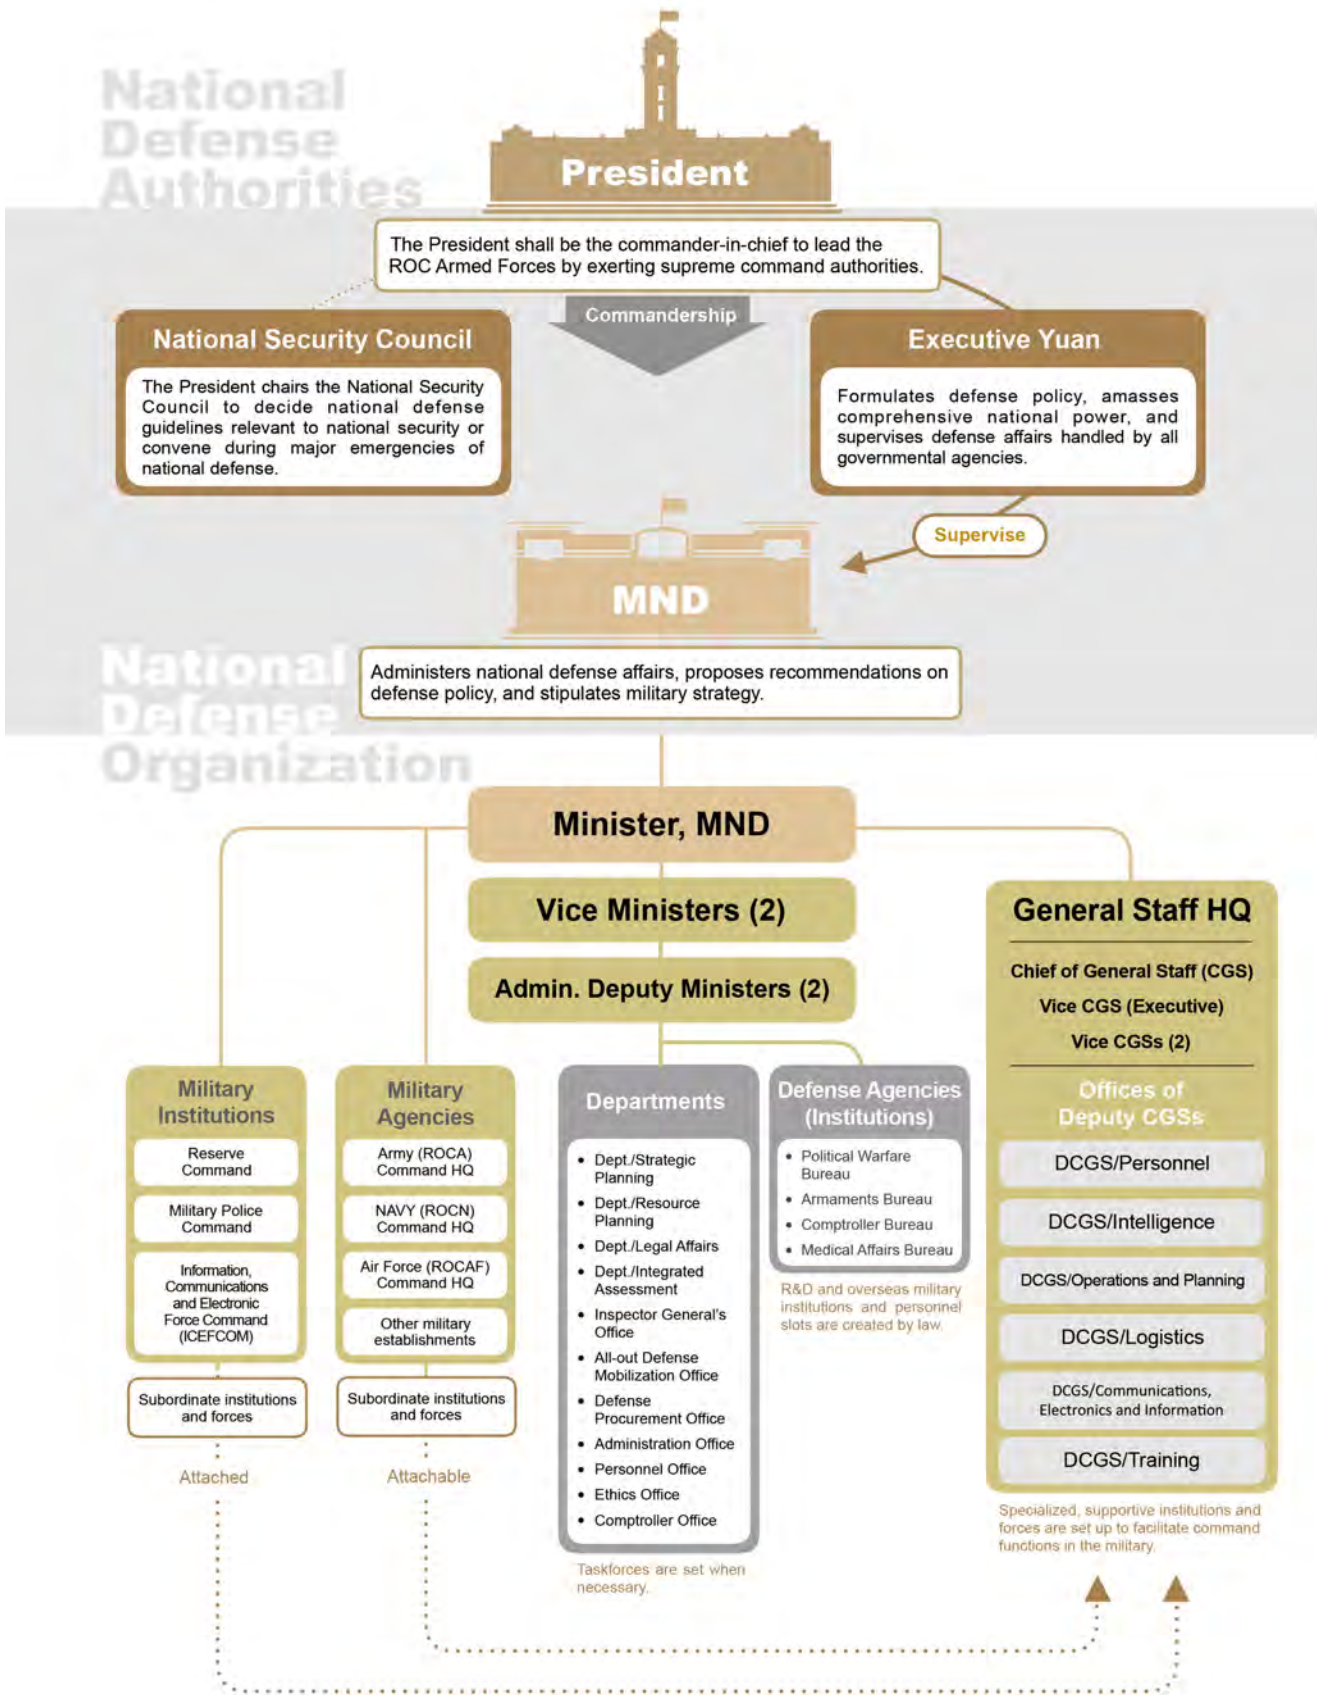 National
Defense
Authorities
President
The President shall be the commander-in-chief to lead the
ROC Armed Forces by exerting supreme command authorities.
Commandership
National Security Council
The President chairs the National Security
Council to decide national defense
guidelines relevant to national security or
convene during major emergencies of
national defense.
Executive Yuan
Formulates defense policy, amasses
comprehensive national power, and
supervises defense affairs handled by all
governmental agencies.
Supervise
MND
Administers national defense affairs, proposes recommendations on
defense policy, and stipulates military strategy.
National
Defense
Organization
Minister, MND
Vice Ministers (2)
Admin. Deputy Ministers (2)
Military
Institutions
Reserve
Command
Military Police
Command
Information,
Communications
and Electronic
Force Command
(ICEFCOM)
Subordinate institutions
and forces
Attached
Military
Agencies
Army (ROCA)
Command HQ
NAVY (ROCN)
Command HQ
Air Force (ROCAF)
Command HQ
Other military
establishments
Subordinate institutions
and forces
Attachable
Departments
• Dept./Strategic
Planning
• Dept./Resource
Planning
• Dept./Legal Affairs
• Dept./Integrated
Assessment
• Inspector General's
Office
• All-out Defense
Mobilization Office
• Defense
Procurement Office
• Administration Office
• Personnel Office
• Ethics Office
• Comptroller Office
Taskforces are set when
necessary.
Defense Agencies
(Institutions)
• Political Warfare
Bureau
• Armaments Bureau
• Comptroller Bureau
• Medical Affairs Bureau
R&D and overseas military
institutions and personnel
slots are created by law.
General Staff HQ
Chief of General Staff (CGS)
Vice CGS (Executive)
Vice CGSs (2)
Offices of
Deputy CGSs
DCGS/Personnel
DCGS/Intelligence
DCGS/Operations and Planning
DCGS/Logistics
DCGS/Communications,
Electronics and Information
DCGS/Training
Specialized, supportive institutions and
forces are set up to facilitate command
functions in the military.